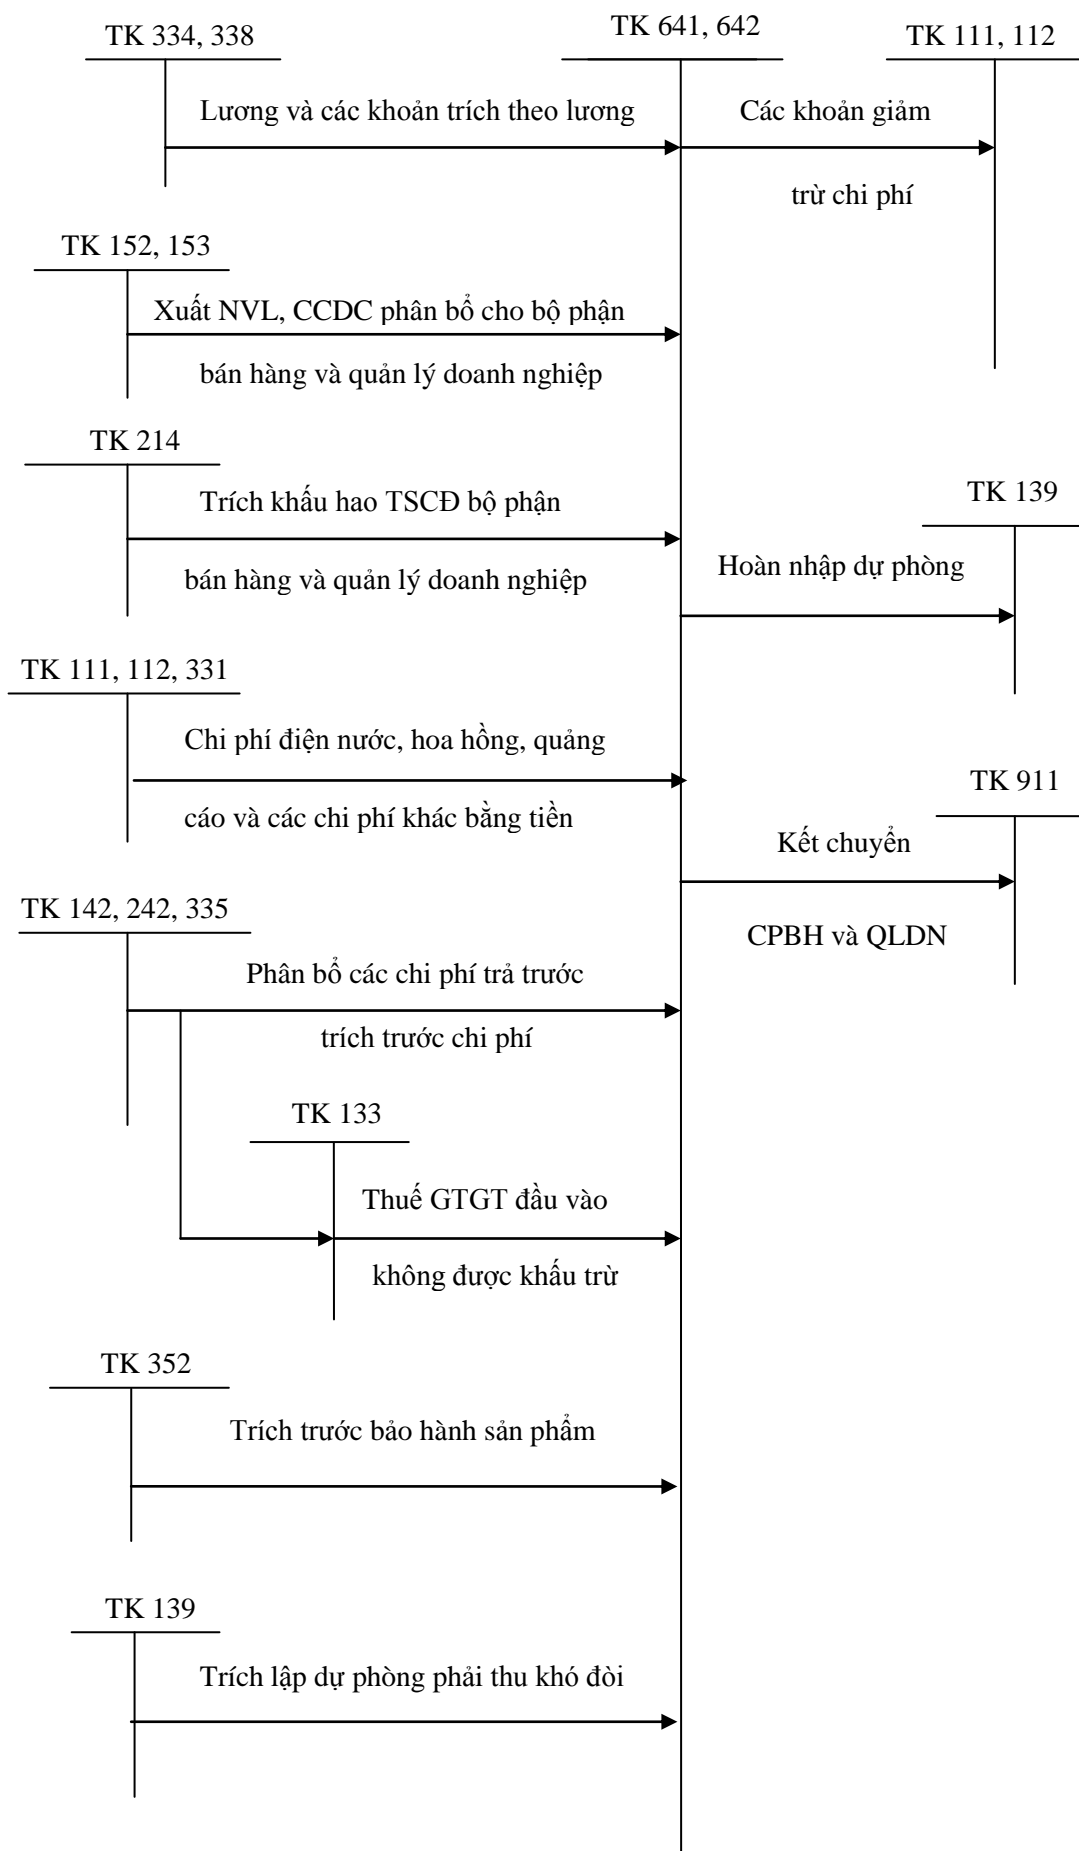 TK 334, 338
TK 641, 642
TK 111, 112
Lương và các khoản trích theo lương
Các khoản giảm
trừ chi phí
TK 152, 153
Xuất NVL, CCDC phân bổ cho bộ phận
bán hàng và quản lý doanh nghiệp
TK 214
Trích khấu hao TSCĐ bộ phận
bán hàng và quản lý doanh nghiệp
TK 139
Hoàn nhập dự phòng
TK 111, 112, 331
Chi phí điện nước, hoa hồng, quảng
cáo và các chi phí khác bằng tiền
TK 911
Kết chuyển
CPBH và QLDN
TK 142, 242, 335
Phân bổ các chi phí trả trước
trích trước chi phí
TK 133
Thuế GTGT đầu vào
không được khấu trừ
TK 352
Trích trước bảo hành sản phẩm
TK 139
Trích lập dự phòng phải thu khó đòi